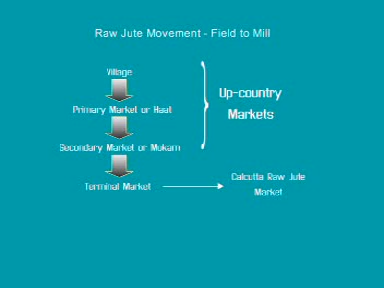 Raw Jute Movement - Field to Mill
Village
Primary Market or Haat
Up-country
Markets
Secondary Market or Mokam
Terminal Market
Calcutta Raw Jute
Market